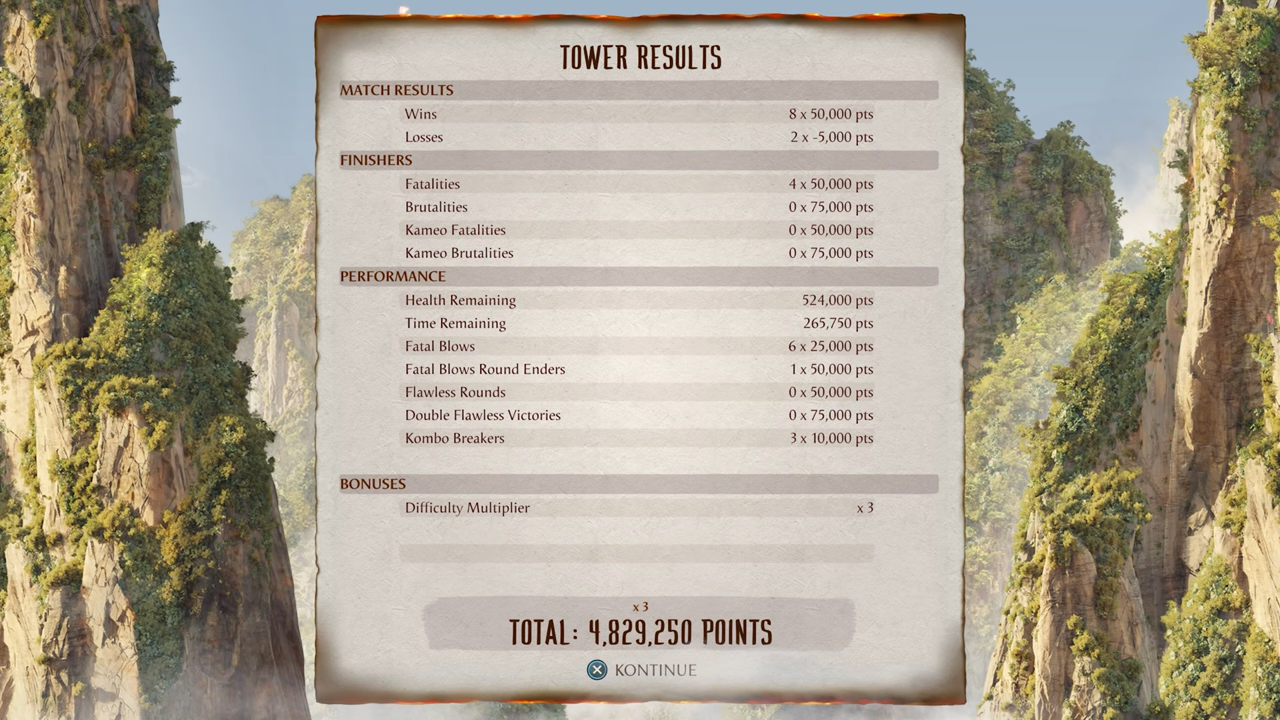 TOWER RESULTS
MATCH RESULTS
Wins 8 x 50,000 pts
Losses 2 x -5,000 pts
FINISHERS
Fatalities 4 x 50,000 pts
Brutalities 0 x 75,000 pts
Kameo Fatalities 0 x 50,000 pts
Kameo Brutalities 0 x 75,000 pts
PERFORMANCE
Health Remaining 524,000 pts
Time Remaining 265,750 pts
Fatal Blows 6 x 25,000 pts
Fatal Blows Round Enders 1 x 50,000 pts
Flawless Rounds 0 x 50,000 pts
Double Flawless Victories 0 x 75,000 pts
Kombo Breakers 3 x 10,000 pts
BONUSES
Difficulty Multiplier x 3
x 3
TOTAL: 4,829,250 POINTS
KONTINUE